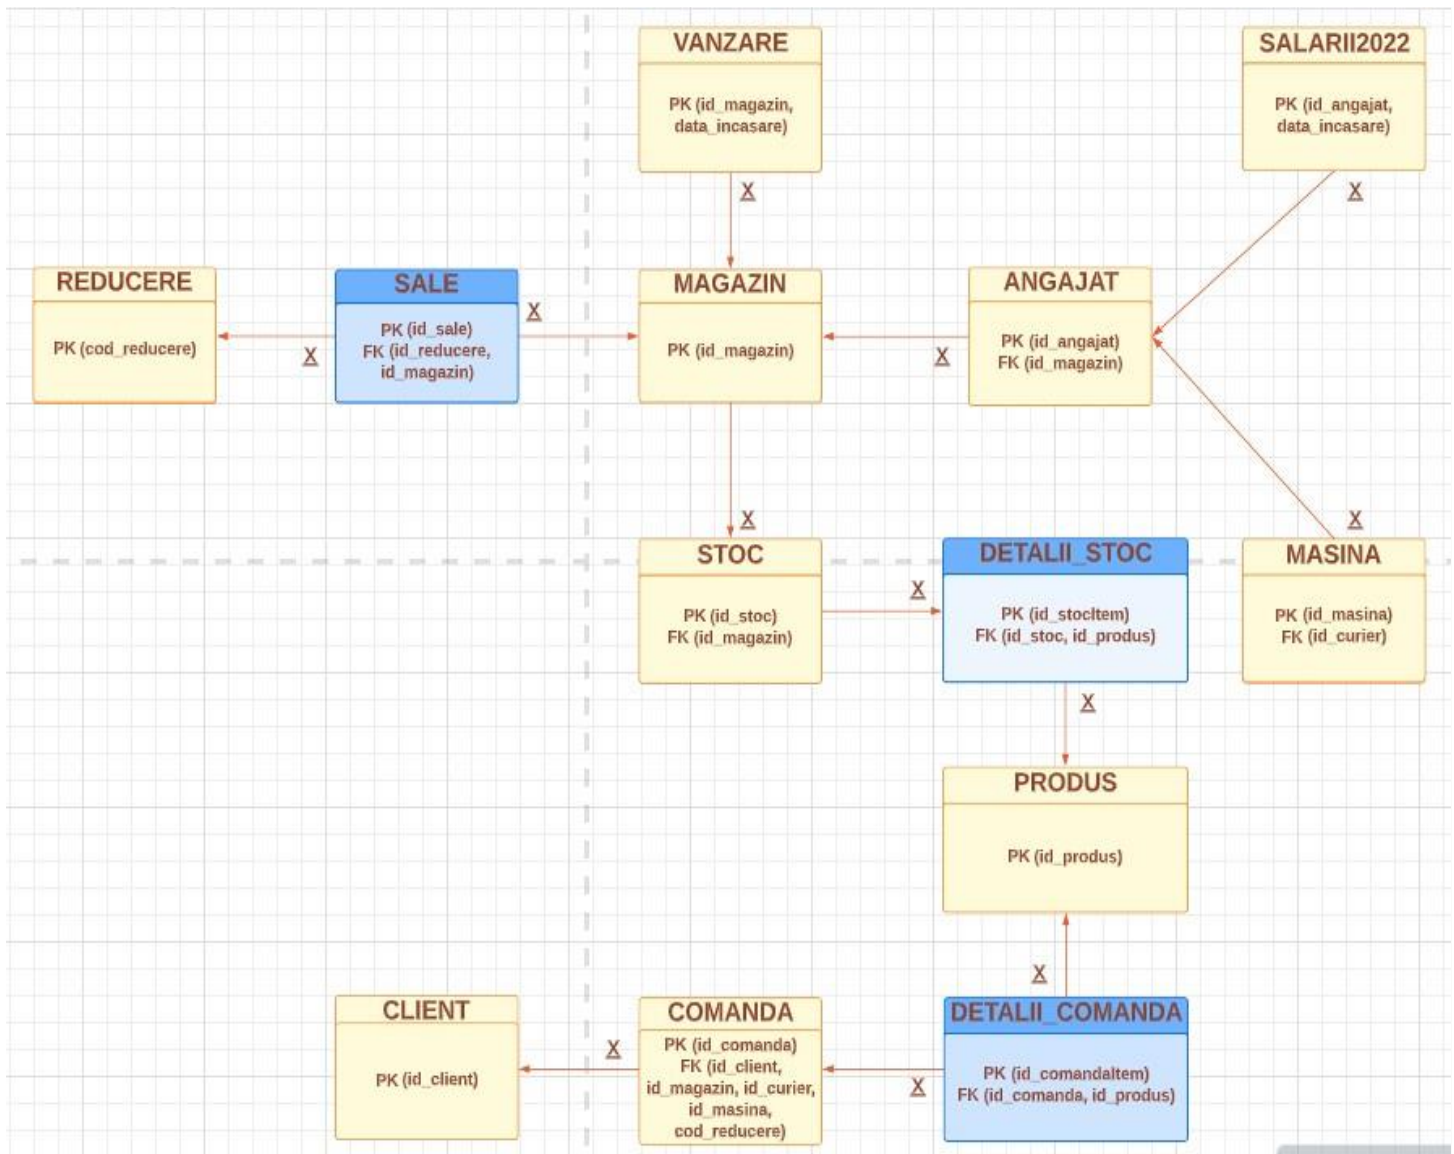 VANZARE
PK (id_magazin,
data_incasare)
X
SALARII2022
PK (id_angajat,
data_incasare)
X
REDUCERE
PK (cod_reducere)
X
SALE
PK (id_sale)
FK (id_reducere,
id_magazin)
X
MAGAZIN
PK (id_magazin)
X
ANGAJAT
PK (id_angajat)
FK (id_magazin)
X
STOC
PK (id_stoc)
FK (id_magazin)
X
DETALII_STOC
PK (id_stocItem)
FK (id_stoc, id_produs)
X
X
MASINA
PK (id_masina)
FK (id_curier)
PRODUS
PK (id_produs)
X
CLIENT
PK (id_client)
X
COMANDA
PK (id_comanda)
FK (id_client,
id_magazin, id_curier,
id_masina,
cod_reducere)
X
DETALII_COMANDA
PK (id_comandaItem)
FK (id_comanda, id_produs)